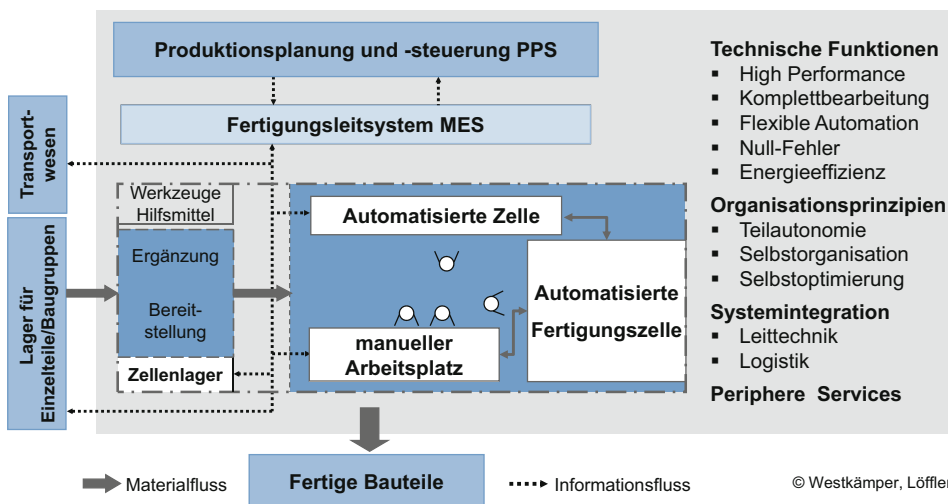 Produktionsplanung und -steuerung PPS
Fertigungsleitsystem MES
Transport-
wesen
Lager für
Einzelteile/Baugruppen
Werkzeuge
Hilfsmittel
Ergänzung
Bereit-
stellung
Zellenlager
Automatisierte Zelle
Automatisierte
Fertigungszelle
manueller
Arbeitsplatz
Technische Funktionen
▪ High Performance
▪ Komplettbearbeitung
▪ Flexible Automation
▪ Null-Fehler
▪ Energieeffizienz
Organisationsprinzipien
▪ Teilautonomie
▪ Selbstorganisation
▪ Selbstoptimierung
Systemintegration
▪ Leittechnik
▪ Logistik
Periphere Services
Materialfluss
Fertige Bauteile
Informationsfluss
© Westkämper, Löffler